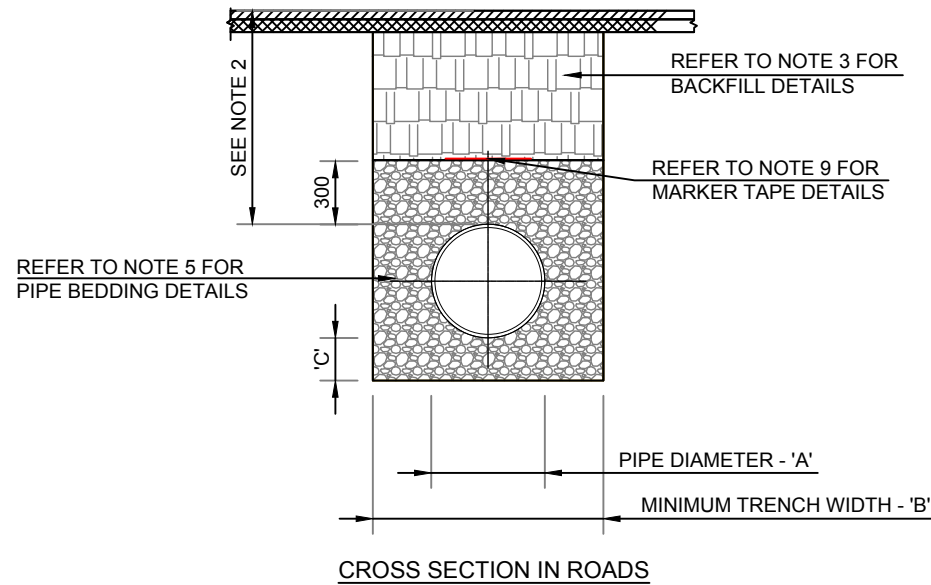 REFER TO NOTE 3 FOR
BACKFILL DETAILS
SEE NOTE 2
REFER TO NOTE 9 FOR
MARKER TAPE DETAILS
300
REFER TO NOTE 5 FOR
PIPE BEDDING DETAILS
'C'
PIPE DIAMETER - 'A'
MINIMUM TRENCH WIDTH - 'B'
CROSS SECTION IN ROADS